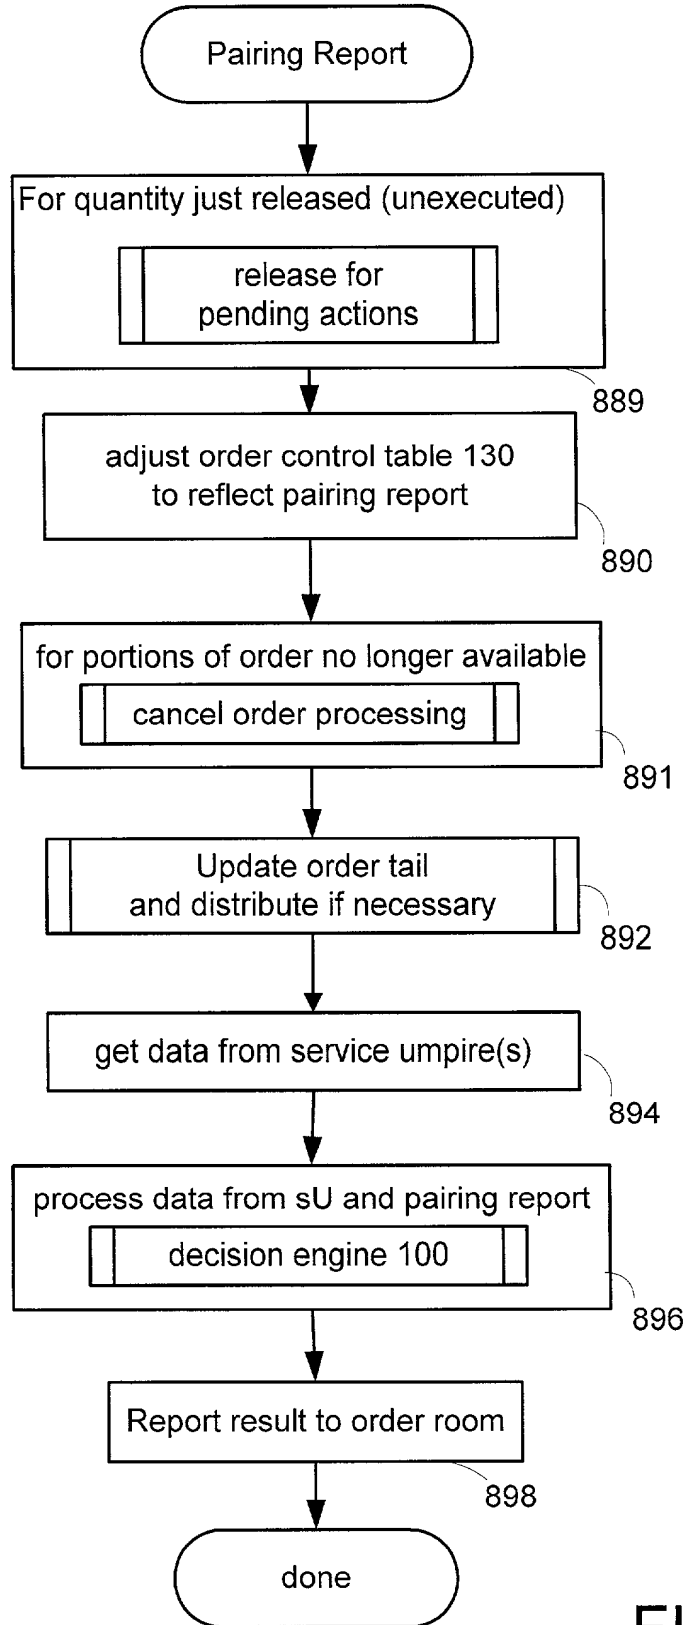 Pairing Report
For quantity just released (unexecuted)
release for
pending actions
889
adjust order control table 130
to reflect pairing report
890
for portions of order no longer available
cancel order processing
891
Update order tail
and distribute if necessary
892
get data from service umpire(s)
894
process data from sU and pairing report
decision engine 100
896
Report result to order room
898
done